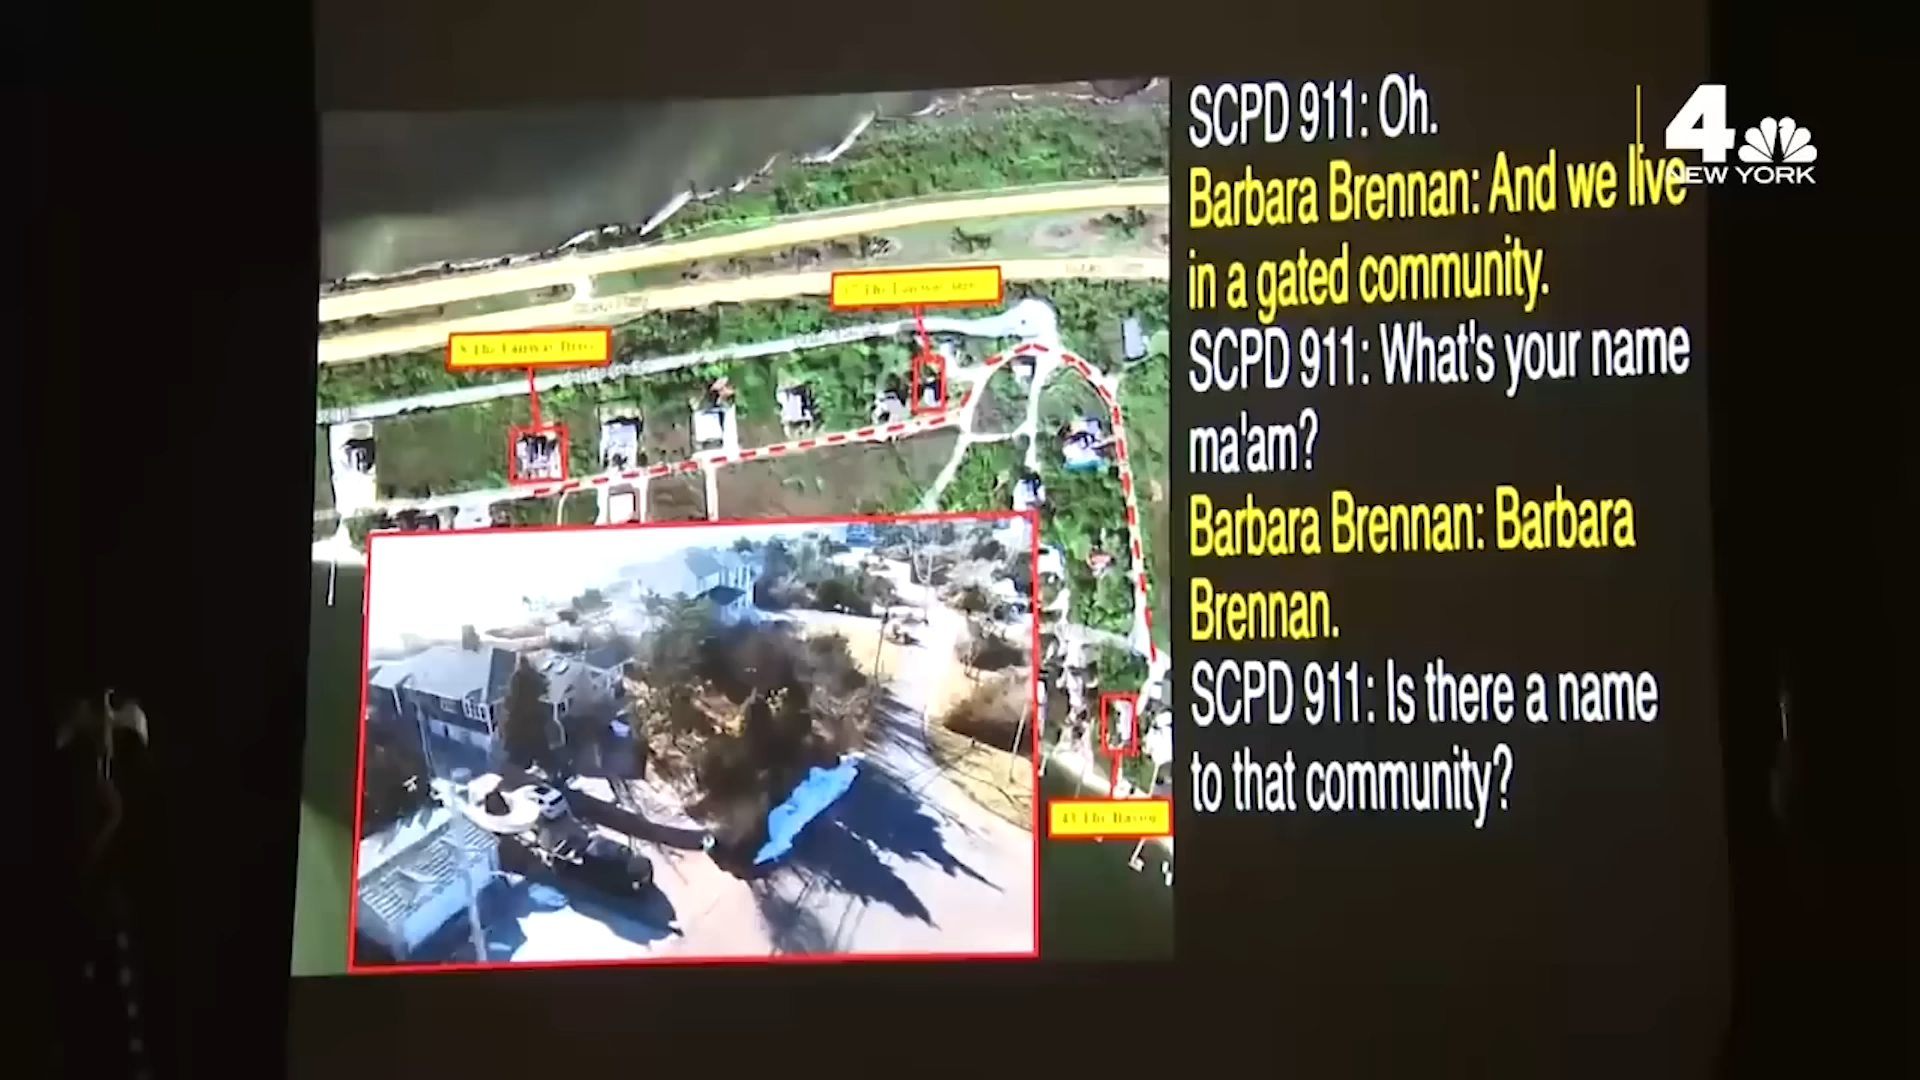 SCPD 911: Oh.
Barbara Brennan: And we live
in a gated community.
SCPD 911: What's your name
ma'am?
Barbara Brennan: Barbara
Brennan.
SCPD 911: Is there a name
to that community?
4
NEW YORK